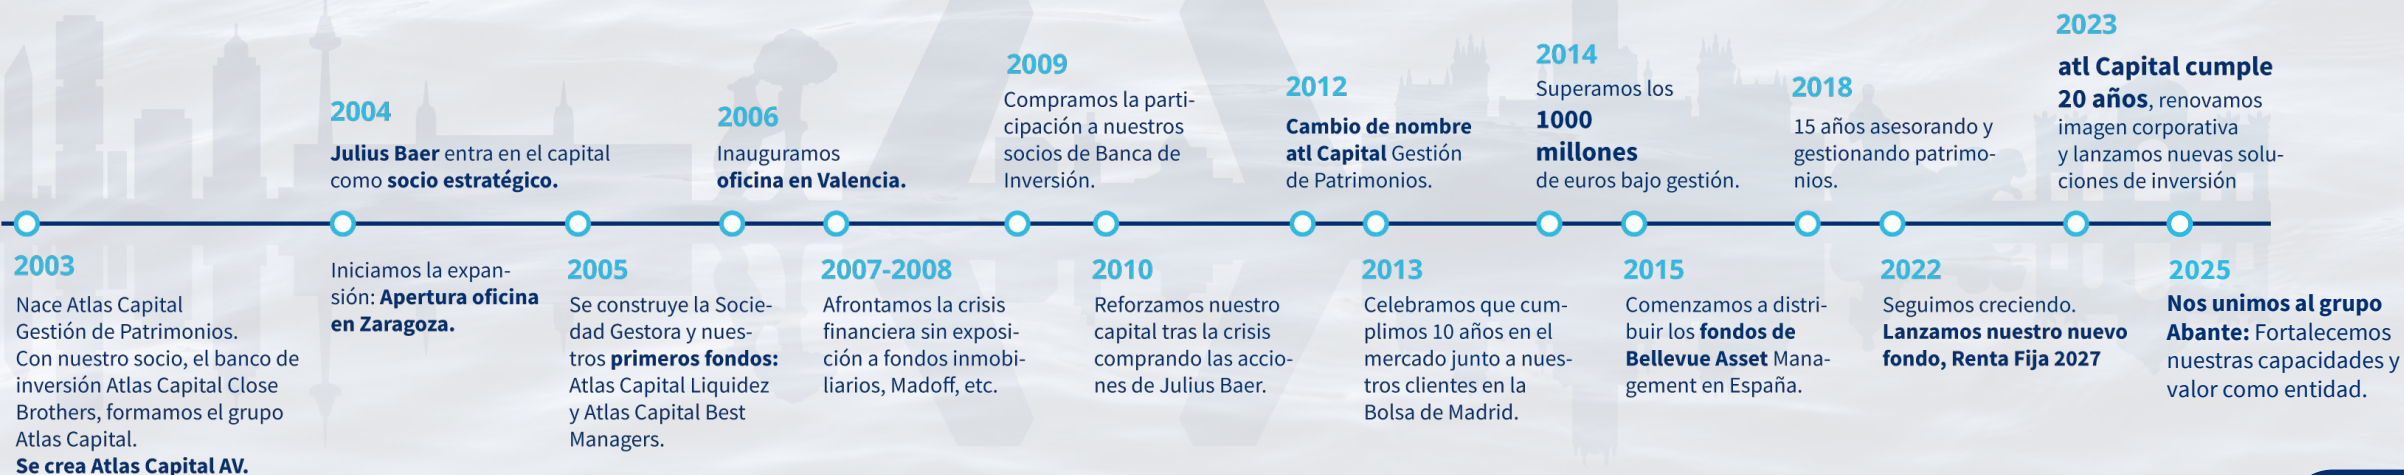 2003
Nace Atlas Capital
Gestión de Patrimonios.
Con nuestro socio, el banco de
inversión Atlas Capital Close
Brothers, formamos el grupo
Atlas Capital.
Se crea Atlas Capital AV.
2004
Julius Baer entra en el capital
como socio estratégico.
Iniciamos la expan-
sión: Apertura oficina
en Zaragoza.
2005
Se construye la Socie-
dad Gestora y nues-
tros primeros fondos:
Atlas Capital Liquidez
y Atlas Capital Best
Managers.
2006
Inauguramos
oficina en Valencia.
2007-2008
Afrontamos la crisis
financiera sin exposi-
ción a fondos inmobi-
liarios, Madoff, etc.
2009
Compramos la parti-
cipación a nuestros
socios de Banca de
Inversión.
2010
Reforzamos nuestro
capital tras la crisis
comprando las accio-
nes de Julius Baer.
2012
Cambio de nombre
atl Capital Gestión
de Patrimonios.
2013
Celebramos que cum-
plimos 10 años en el
mercado junto a nues-
tros clientes en la
Bolsa de Madrid.
2014
Superamos los
1000
millones
de euros bajo gestión.
2015
Comenzamos a distri-
buir los fondos de
Bellevue Asset Mana-
gement en España.
2018
15 años asesorando y
gestionando patrimo-
nios.
2022
Seguimos creciendo.
Lanzamos nuestro nuevo
fondo, Renta Fija 2027
2023
atl Capital cumple
20 años, renovamos
imagen corporativa
y lanzamos nuevas solu-
ciones de inversión
2025
Nos unimos al grupo
Abante: Fortalecemos
nuestras capacidades y
valor como entidad.